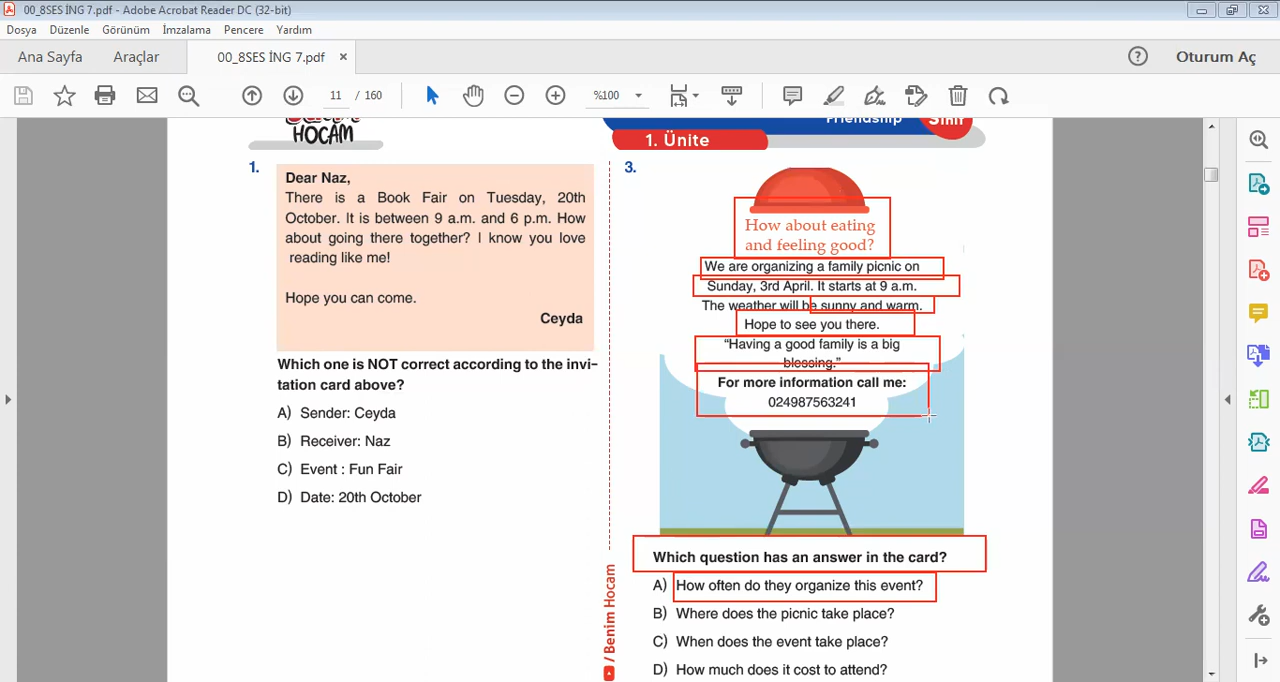 00_8SES İNG 7.pdf - Adobe Acrobat Reader DC (32-bit)
Dosya Düzenle Görünüm İmzalama Pencere Yardım
Ana Sayfa Araçlar 00_8SES İNG 7.pdf × Oturum Aç
11 / 160 %100
HOCAM
Friendship
Sınıf
1. Ünite
1.
Dear Naz,
There is a Book Fair on Tuesday, 20th
October. It is between 9 a.m. and 6 p.m. How
about going there together? I know you love
reading like me!
Hope you can come.
Ceyda
Which one is NOT correct according to the invi-
tation card above?
A) Sender: Ceyda
B) Receiver: Naz
C) Event : Fun Fair
D) Date: 20th October
/ Benim Hocam
3.
How about eating
and feeling good?
We are organizing a family picnic on
Sunday, 3rd April. It starts at 9 a.m.
The weather will be sunny and warm.
Hope to see you there.
“Having a good family is a big
blessing.”
For more information call me:
024987563241
Which question has an answer in the card?
A) How often do they organize this event?
B) Where does the picnic take place?
C) When does the event take place?
D) How much does it cost to attend?